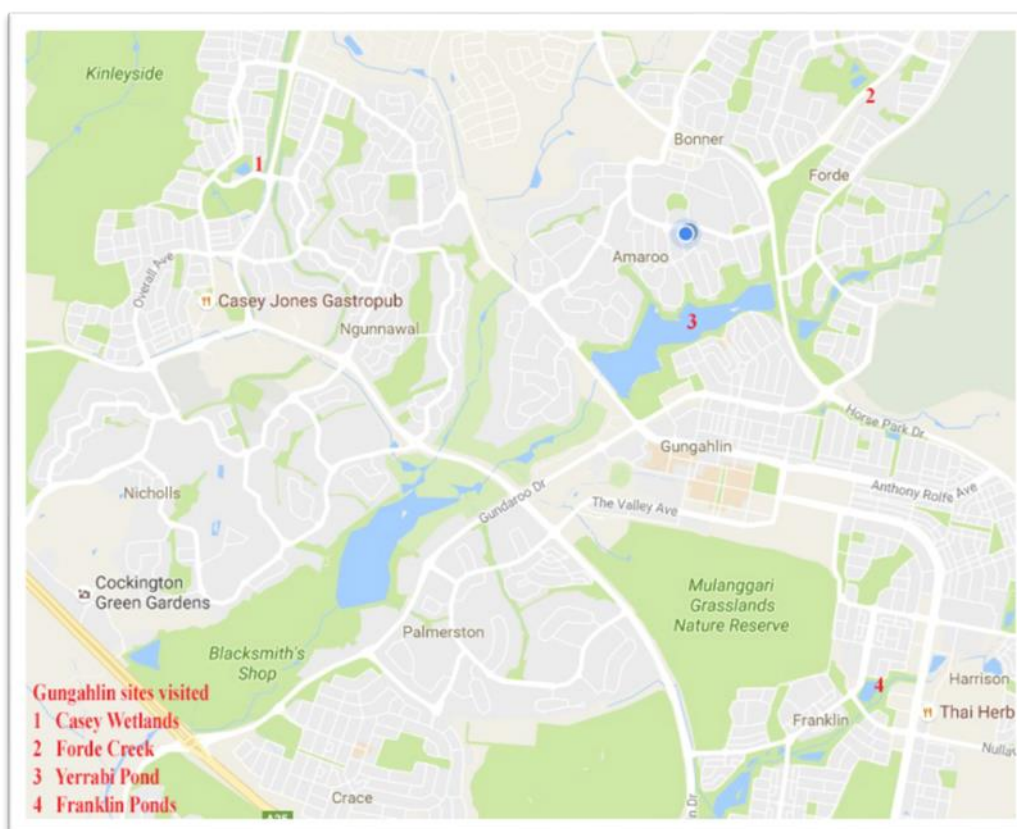 Kinleyside
2
Bonner
1
Forde
Amaroo
Overall Ave
Casey Jones Gastropub
Ngunnawal
3
Horse Park Dr.
Gungahlin
Anthony Rolfe Ave
Nicholls
Gundaroo Dr
The Valley Ave
Cockington
Green Gardens
Mulanggari
Grasslands
Nature Reserve
Palmerston
Blacksmith's
Shop
4
Harrison
Gungahlin sites visited
1 Casey Wetlands
2 Forde Creek
3 Yerrabi Pond
4 Franklin Ponds
Franklin
Thai Herb
Crace